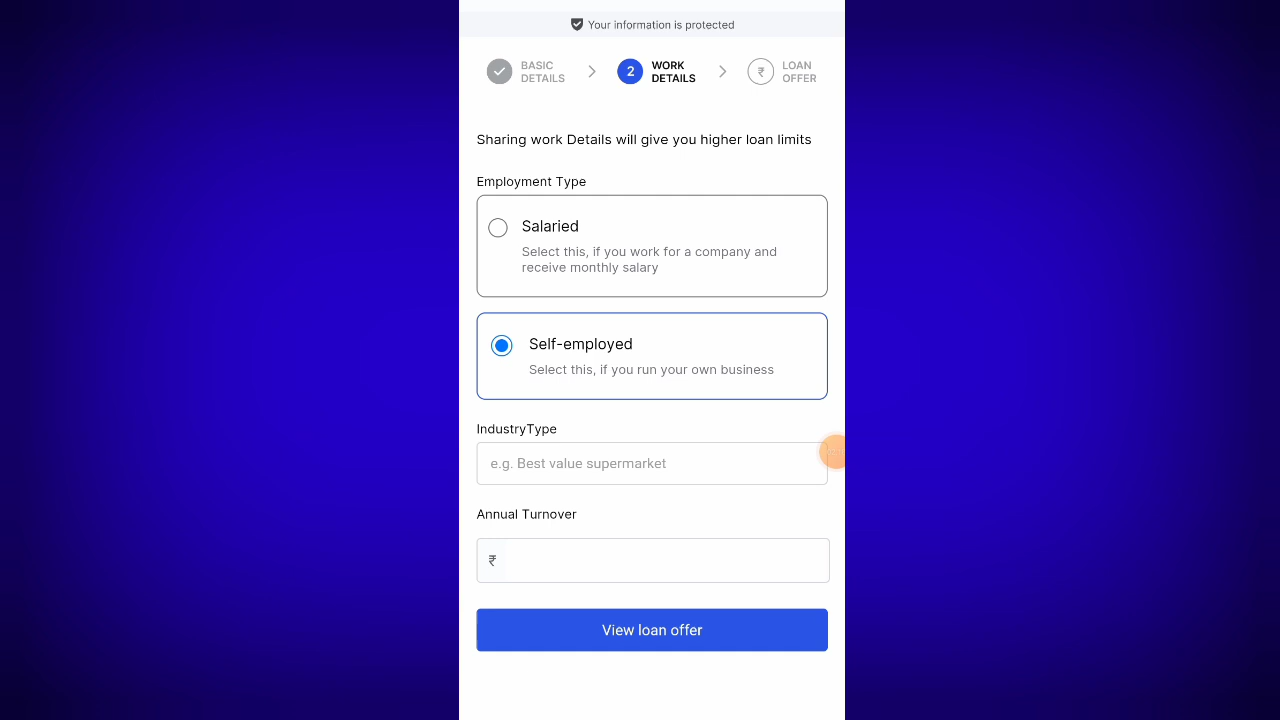 Your information is protected
BASIC
DETAILS
2
WORK
DETAILS
₹
LOAN
OFFER
Sharing work Details will give you higher loan limits
Employment Type
Salaried
Select this, if you work for a company and
receive monthly salary
Self-employed
Select this, if you run your own business
IndustryType
e.g. Best value supermarket
Annual Turnover
₹
View loan offer